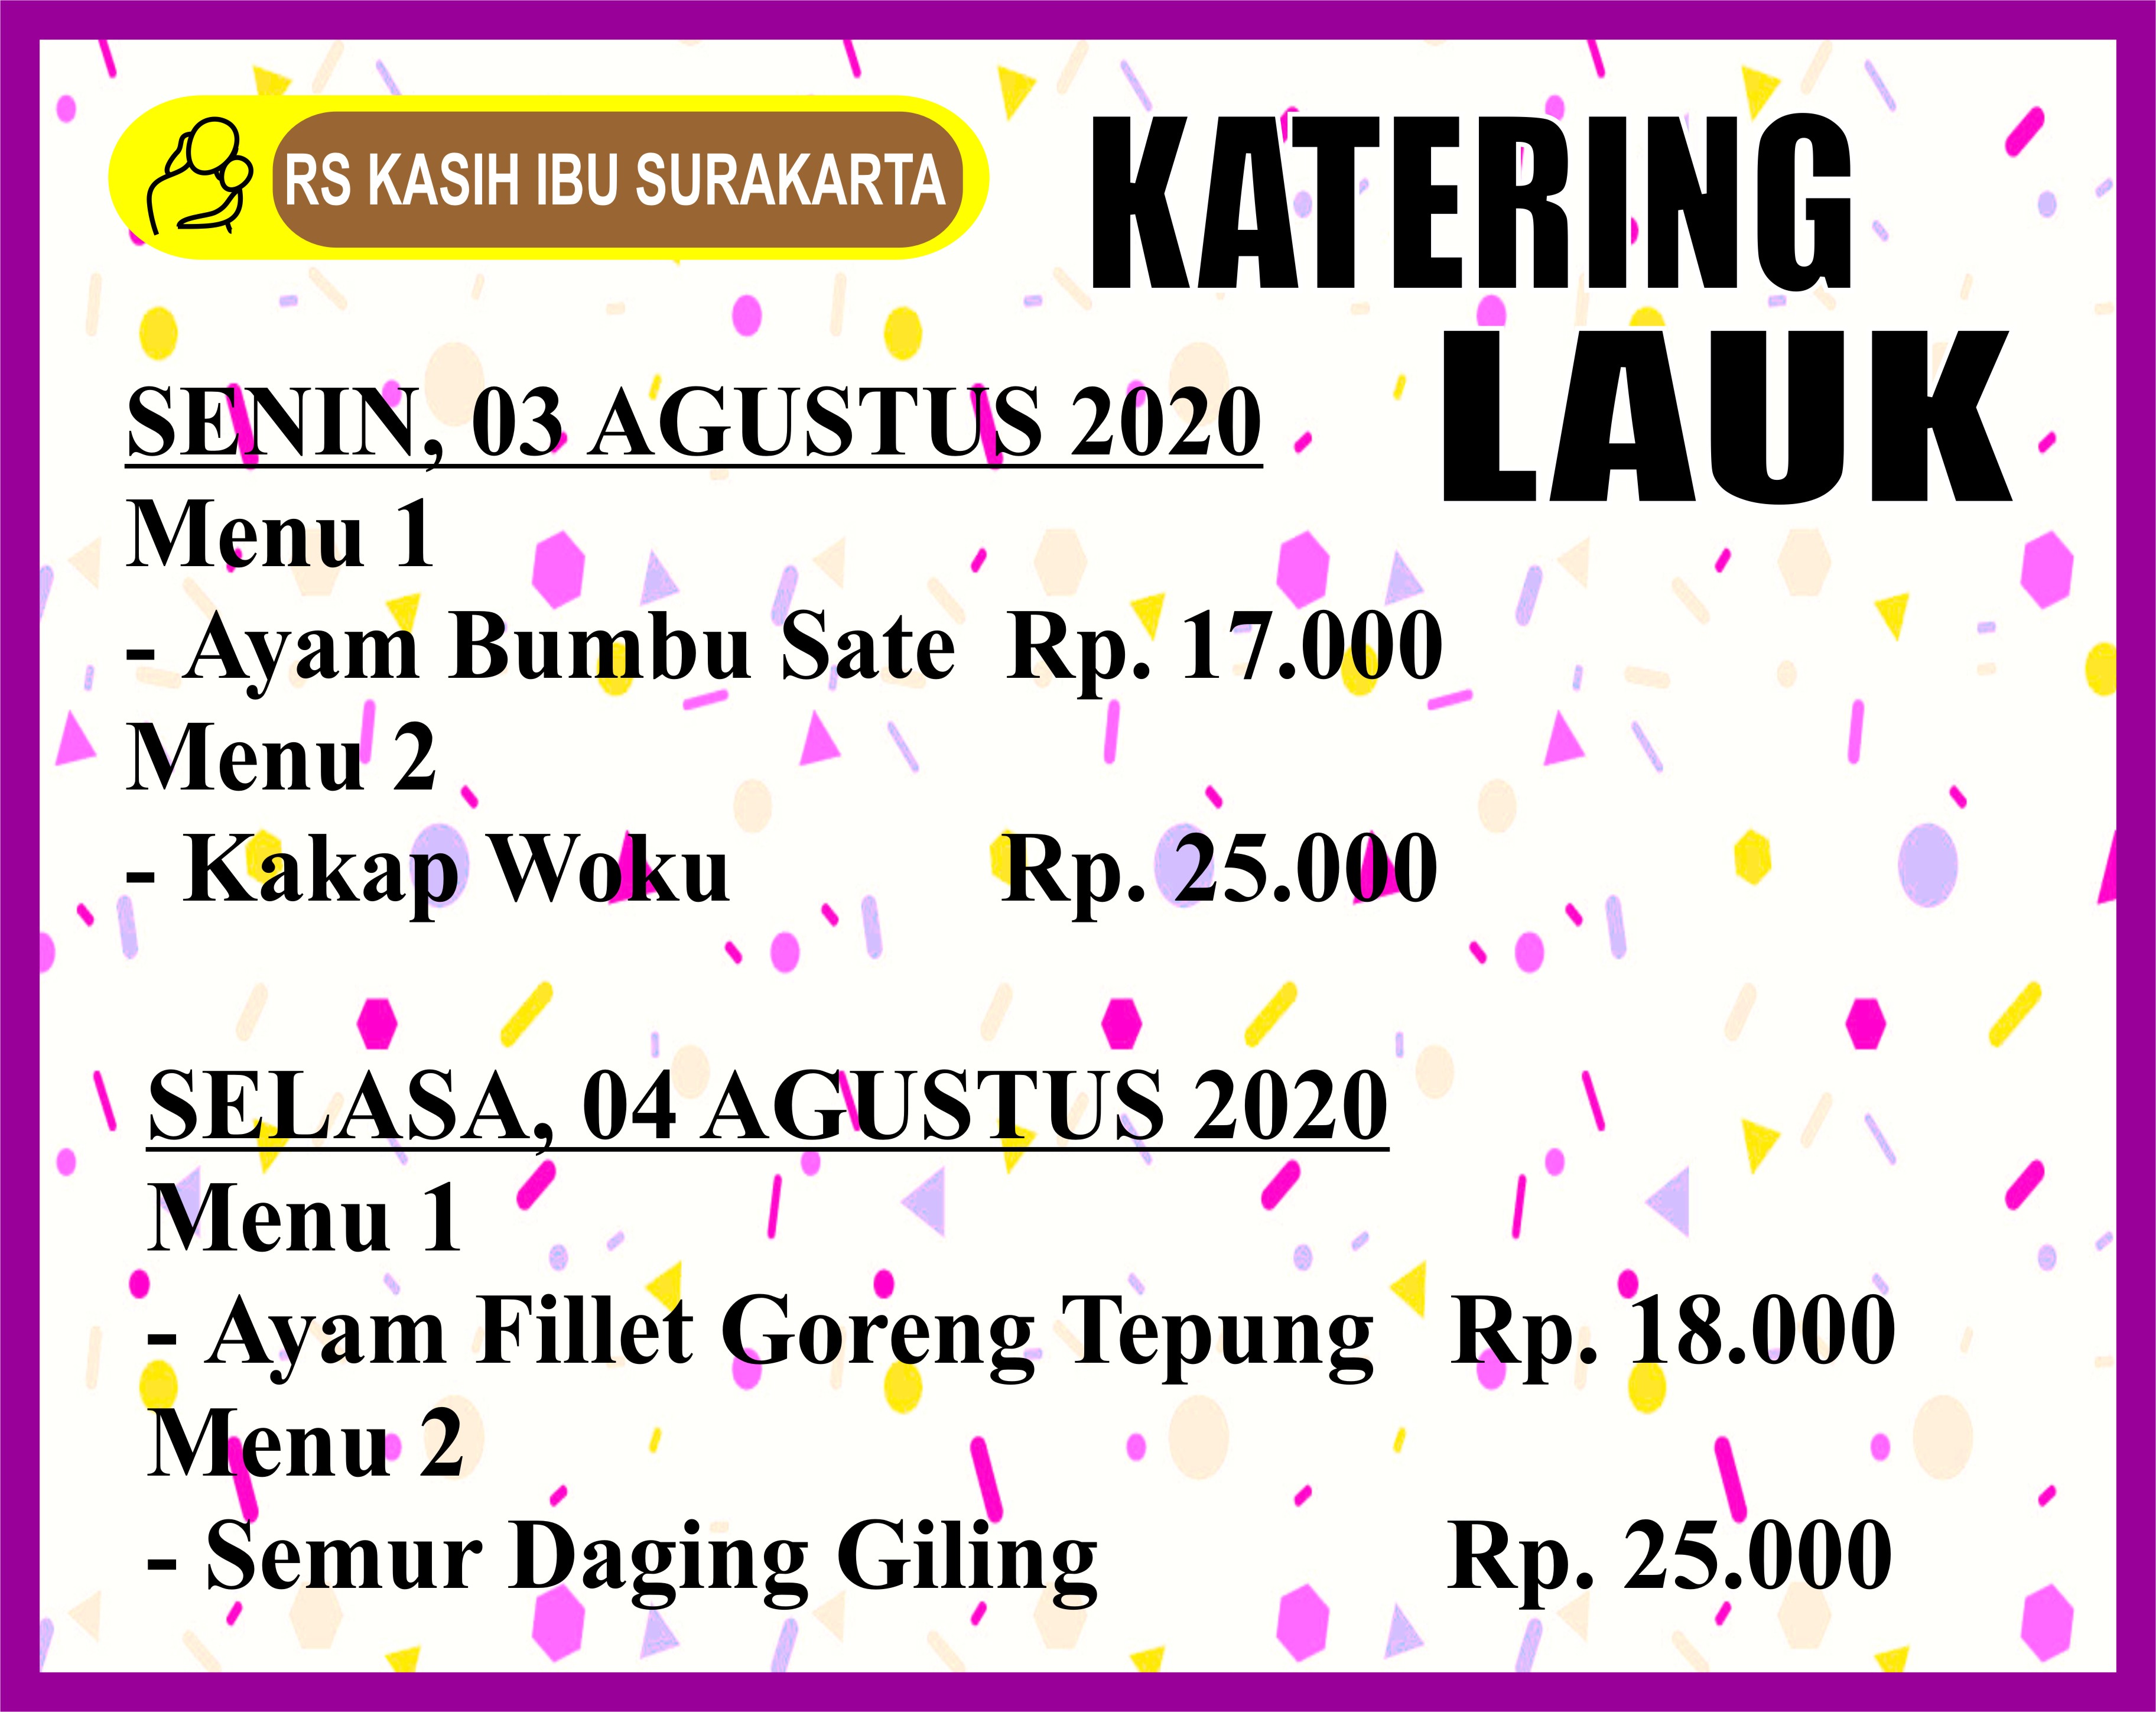 RS KASIH IBU SURAKARTA
KATERING
LAUK
SENIN, 03 AGUSTUS 2020
Menu 1
- Ayam Bumbu Sate Rp. 17.000
Menu 2
- Kakap Woku Rp. 25.000
SELASA, 04 AGUSTUS 2020
Menu 1
- Ayam Fillet Goreng Tepung Rp. 18.000
Menu 2
- Semur Daging Giling Rp. 25.000